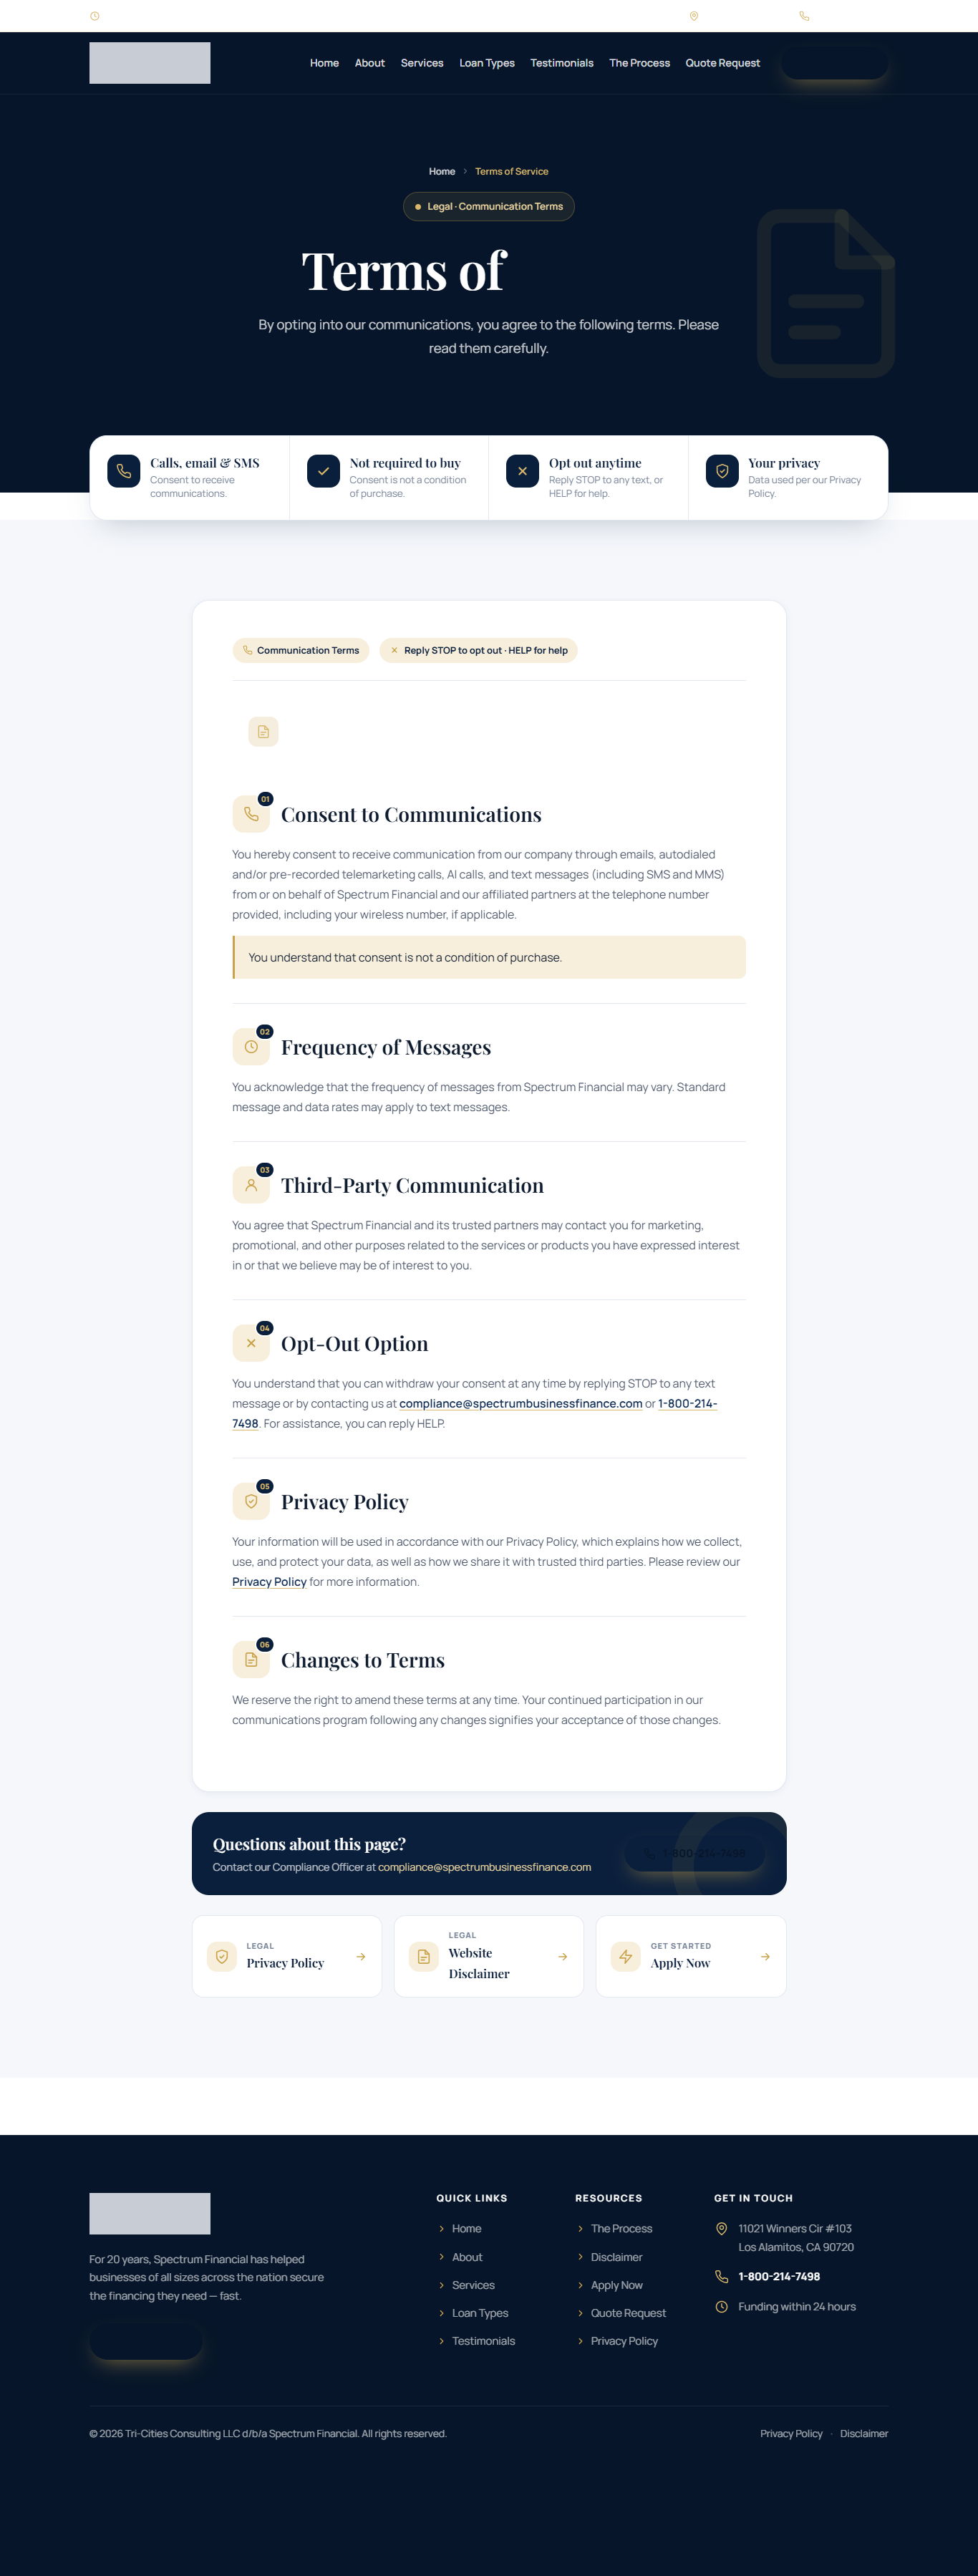 Home About Services Loan Types Testimonials The Process Quote Request
Home › Terms of Service
Legal · Communication Terms
Terms of
By opting into our communications, you agree to the following terms. Please
read them carefully.
Calls, email & SMS
Consent to receive
communications.
Not required to buy
Consent is not a condition
of purchase.
Opt out anytime
Reply STOP to any text, or
HELP for help.
Your privacy
Data used per our Privacy
Policy.
Communication Terms
Reply STOP to opt out · HELP for help
01
Consent to Communications
You hereby consent to receive communication from our company through emails, autodialed
and/or pre-recorded telemarketing calls, AI calls, and text messages (including SMS and MMS)
from or on behalf of Spectrum Financial and our affiliated partners at the telephone number
provided, including your wireless number, if applicable.
You understand that consent is not a condition of purchase.
02
Frequency of Messages
You acknowledge that the frequency of messages from Spectrum Financial may vary. Standard
message and data rates may apply to text messages.
03
Third-Party Communication
You agree that Spectrum Financial and its trusted partners may contact you for marketing,
promotional, and other purposes related to the services or products you have expressed interest
in or that we believe may be of interest to you.
04
Opt-Out Option
You understand that you can withdraw your consent at any time by replying STOP to any text
message or by contacting us at compliance@spectrumbusinessfinance.com or 1-800-214-
7498. For assistance, you can reply HELP.
05
Privacy Policy
Your information will be used in accordance with our Privacy Policy, which explains how we collect,
use, and protect your data, as well as how we share it with trusted third parties. Please review our
Privacy Policy for more information.
06
Changes to Terms
We reserve the right to amend these terms at any time. Your continued participation in our
communications program following any changes signifies your acceptance of those changes.
Questions about this page?
Contact our Compliance Officer at compliance@spectrumbusinessfinance.com
1-800-214-7498
LEGAL
Privacy Policy
LEGAL
Website
Disclaimer
GET STARTED
Apply Now
For 20 years, Spectrum Financial has helped
businesses of all sizes across the nation secure
the financing they need — fast.
QUICK LINKS
Home
About
Services
Loan Types
Testimonials
RESOURCES
The Process
Disclaimer
Apply Now
Quote Request
Privacy Policy
GET IN TOUCH
11021 Winners Cir #103
Los Alamitos, CA 90720
1-800-214-7498
Funding within 24 hours
© 2026 Tri-Cities Consulting LLC d/b/a Spectrum Financial. All rights reserved.
Privacy Policy · Disclaimer